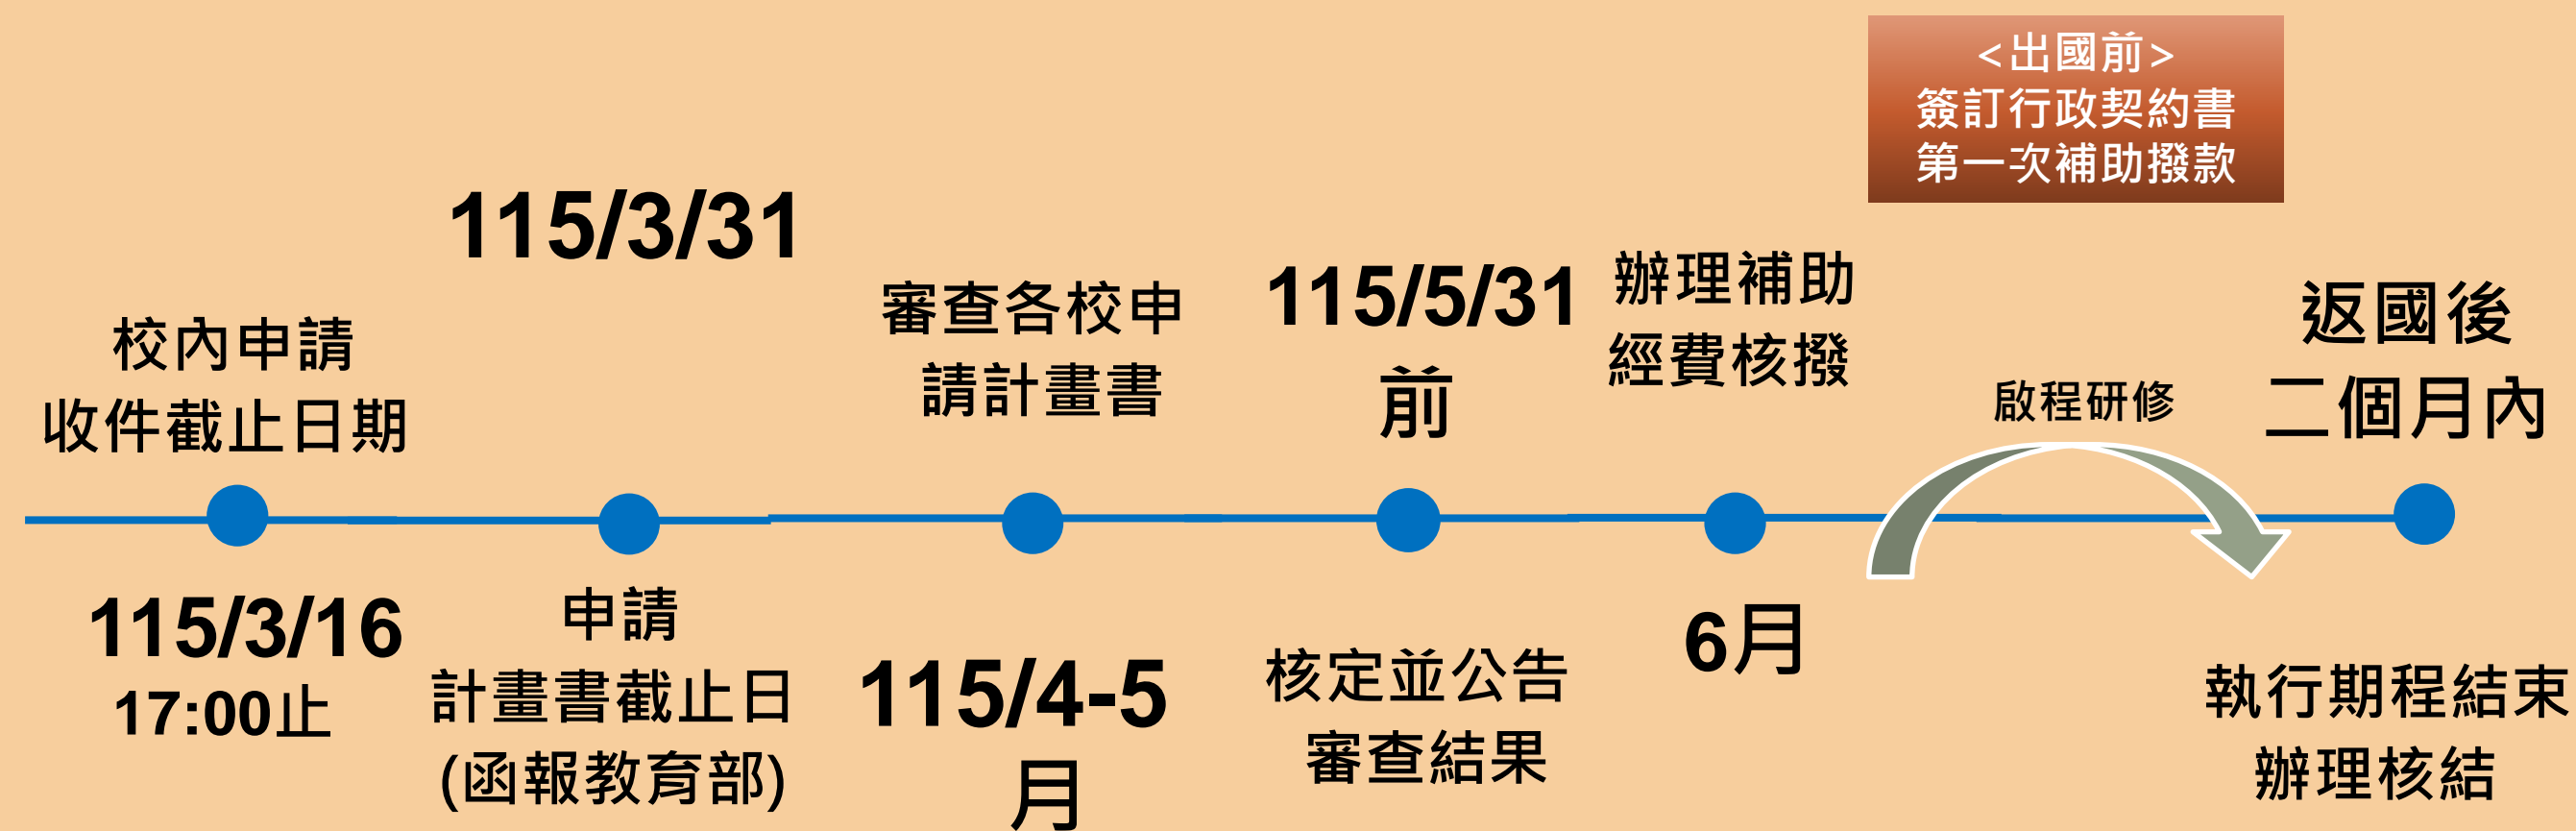 校內申請
收件截止日期
115/3/16
17:00止
115/3/31
申請
計畫書截止日
(函報教育部)
審查各校申
請計畫書
115/4-5
月
115/5/31
前
核定並公告
審查結果
辦理補助
經費核撥
6月
<出國前>
簽訂行政契約書
第一次補助撥款
啟程研修
返國後
二個月內
執行期程結束
辦理核結